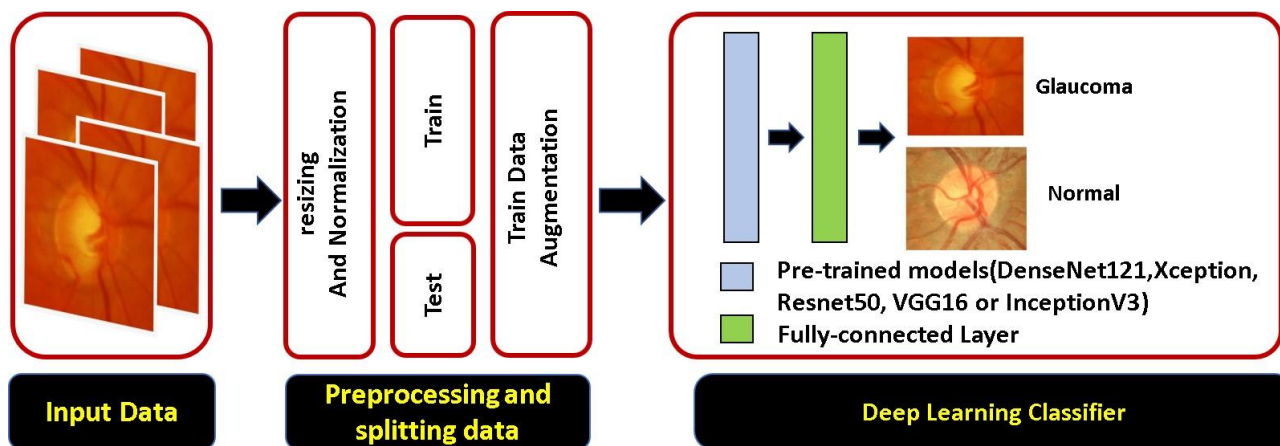 resizing
And Normalization
Train
Test
Train Data
Augmentation
Glaucoma
Normal
Pre-trained models(DenseNet121,Xception,
Resnet50, VGG16 or InceptionV3)
Fully-connected Layer
Input Data
Preprocessing and
splitting data
Deep Learning Classifier